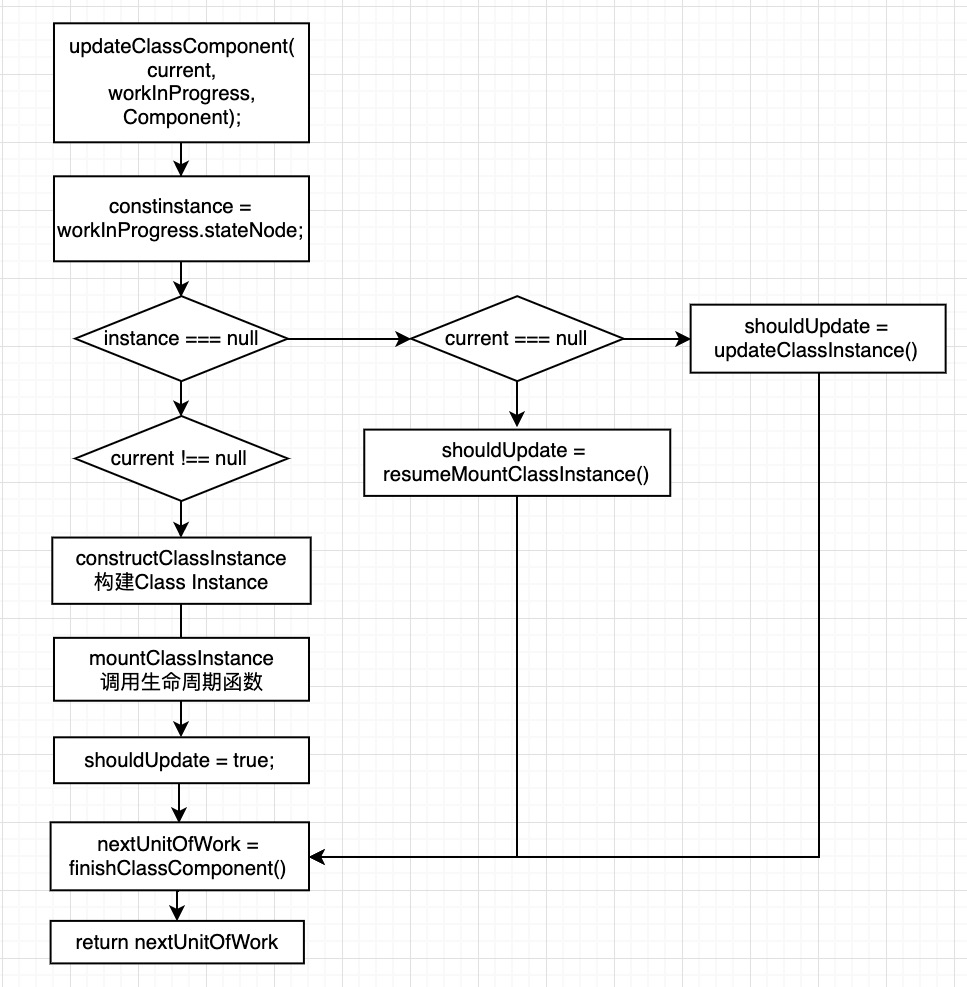 updateClassComponent(
current,
workInProgress,
Component);
constinstance =
workInProgress.stateNode;
instance === null
current === null
shouldUpdate =
updateClassInstance()
current !== null
shouldUpdate =
resumeMountClassInstance()
constructClassInstance
构建Class Instance
mountClassInstance
调用生命周期函数
shouldUpdate = true;
nextUnitOfWork =
finishClassComponent()
return nextUnitOfWork